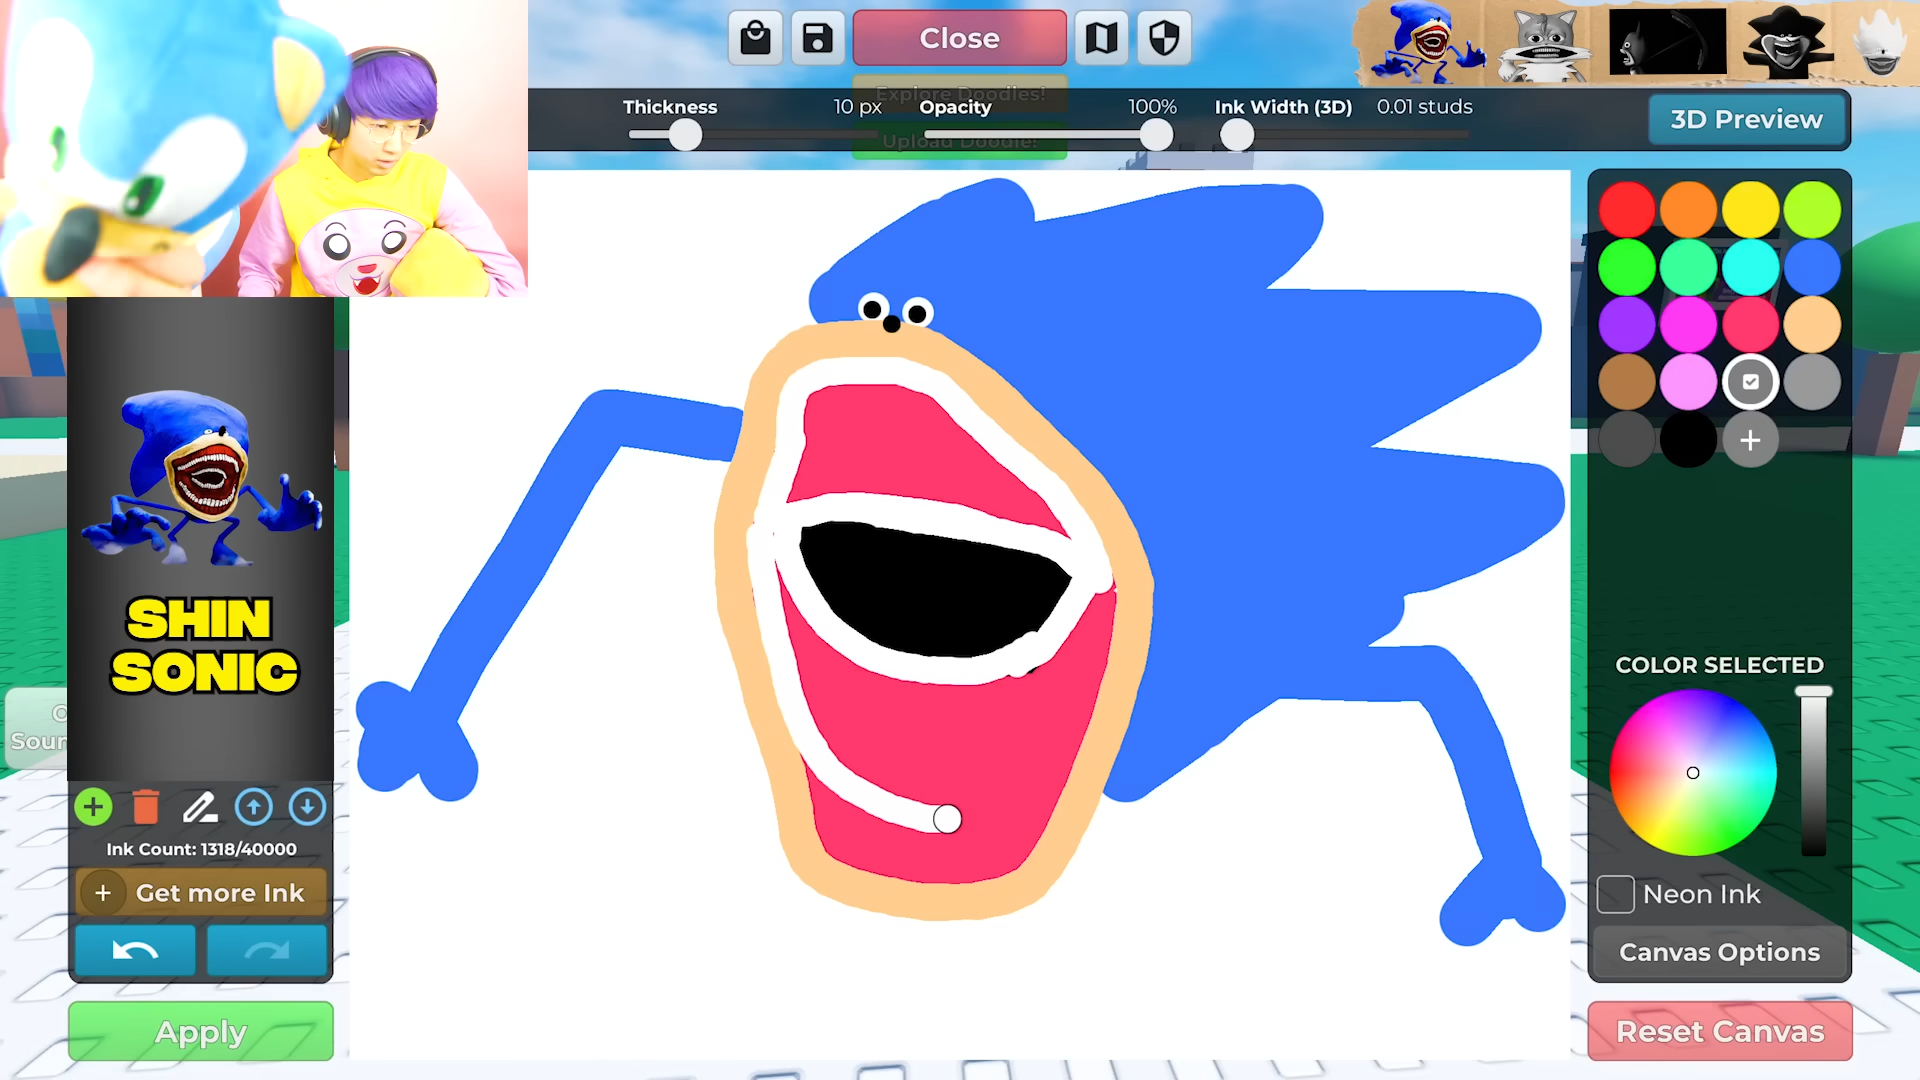 Close
Explore Doodles!
Thickness 10 px Opacity 100% Ink Width (3D) 0.01 studs
3D Preview
Upload Doodle!
SHIN
SONIC
COLOR SELECTED
Sour
Ink Count: 1318/40000
+ Get more Ink
Neon Ink
Canvas Options
Apply
Reset Canvas